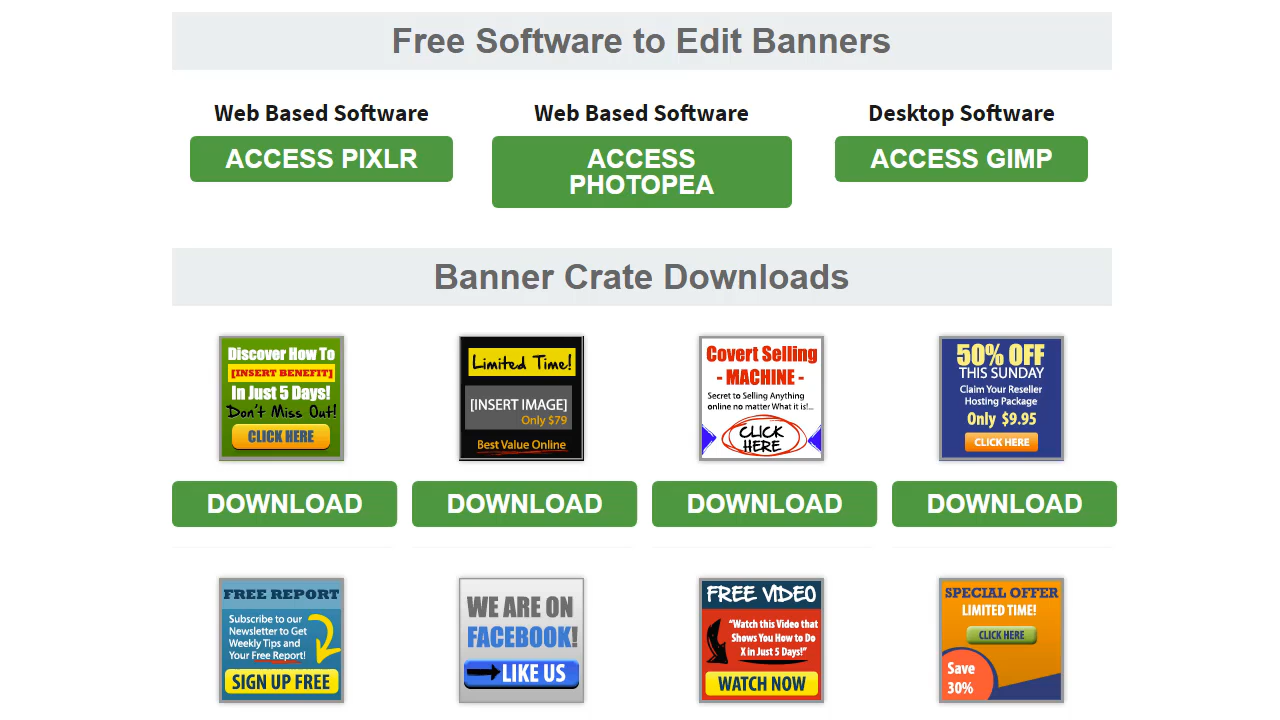 Free Software to Edit Banners
Web Based Software
Web Based Software
Desktop Software
ACCESS PIXLR
ACCESS
PHOTOPEA
ACCESS GIMP
Banner Crate Downloads
Discover How To
[INSERT BENEFIT]
In Just 5 Days!
Don't Miss Out!
CLICK HERE
Limited Time!
[INSERT IMAGE]
Only $79
Best Value Online
Covert Selling
- MACHINE -
Secret to Selling Anything
online no matter What it is!...
CLICK
HERE
50% OFF
THIS SUNDAY
Claim Your Reseller
Hosting Package
Only $9.95
CLICK HERE
DOWNLOAD
DOWNLOAD
DOWNLOAD
DOWNLOAD
FREE REPORT
Subscribe to our
Newsletter to Get
Weekly Tips and
Your Free Report!
SIGN UP FREE
WE ARE ON
FACEBOOK!
LIKE US
FREE VIDEO
"Watch this Video that
Shows You How to Do
X in Just 5 Days!"
WATCH NOW
SPECIAL OFFER
LIMITED TIME!
CLICK HERE
Save
30%